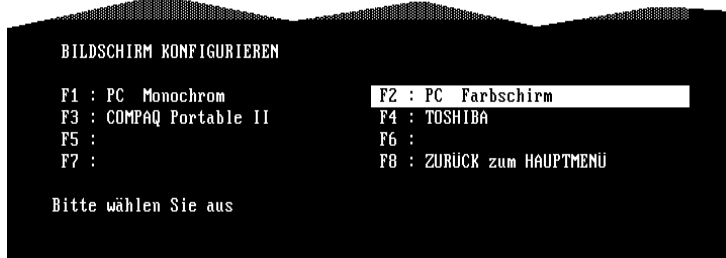 BILDSCHIRM KONFIGURIEREN
F1 : PC Monochrom F2 : PC Farbschirm
F3 : COMPAQ Portable II F4 : TOSHIBA
F5 : F6 :
F7 : F8 : ZURÜCK zum HAUPTMENÜ
Bitte wählen Sie aus